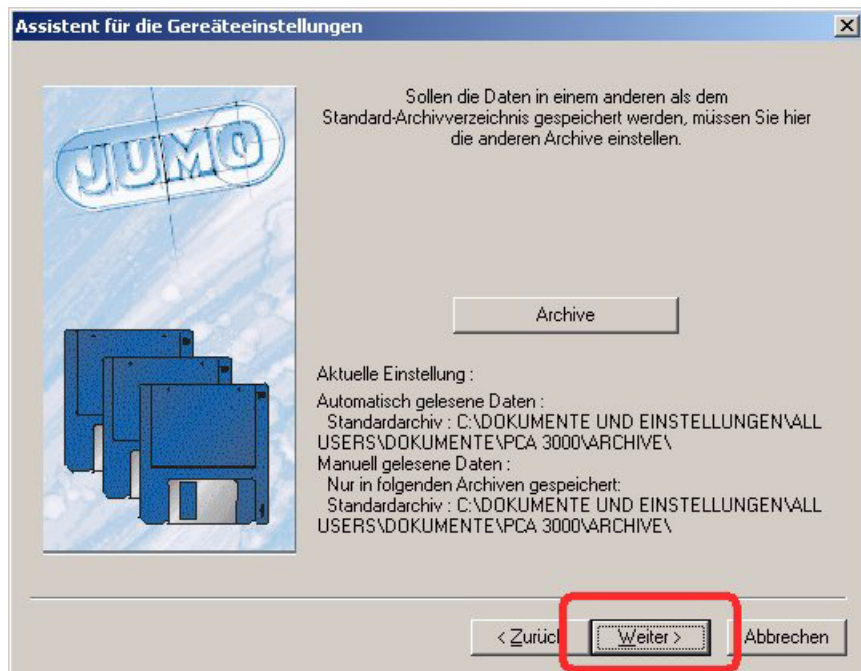 Assistent für die Gereäteeinstellungen
JUMO
Sollen die Daten in einem anderen als dem
Standard-Archivverzeichnis gespeichert werden, müssen Sie hier
die anderen Archive einstellen.
Archive
Aktuelle Einstellung :
Automatisch gelesene Daten :
Standardarchiv : C:\DOKUMENTE UND EINSTELLUNGEN\ALL
USERS\DOKUMENTE\PCA 3000\ARCHIVE\
Manuell gelesene Daten :
Nur in folgenden Archiven gespeichert:
Standardarchiv : C:\DOKUMENTE UND EINSTELLUNGEN\ALL
USERS\DOKUMENTE\PCA 3000\ARCHIVE\
< Zurück
Weiter >
Abbrechen